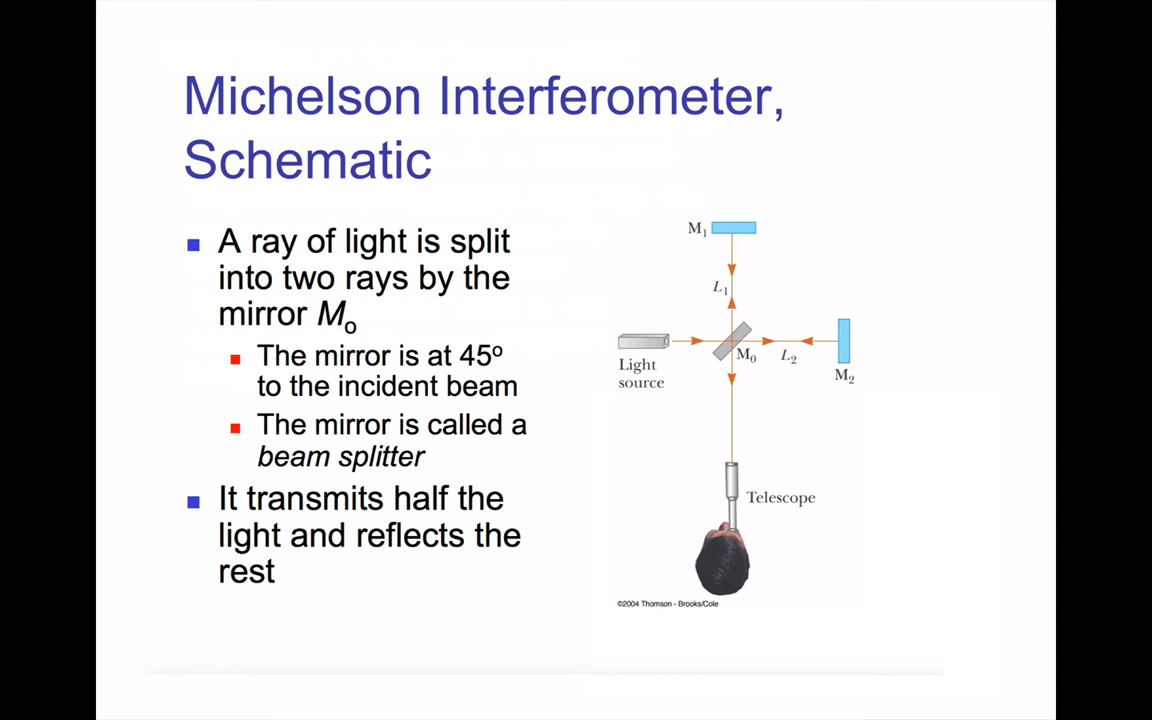 Michelson Interferometer,
Schematic
A ray of light is split
into two rays by the
mirror Mo
The mirror is at 45º
to the incident beam
The mirror is called a
beam splitter
It transmits half the
light and reflects the
rest
M1
L1
Light
source
M0
L2
M2
Telescope
©2004 Thomson - Brooks/Cole